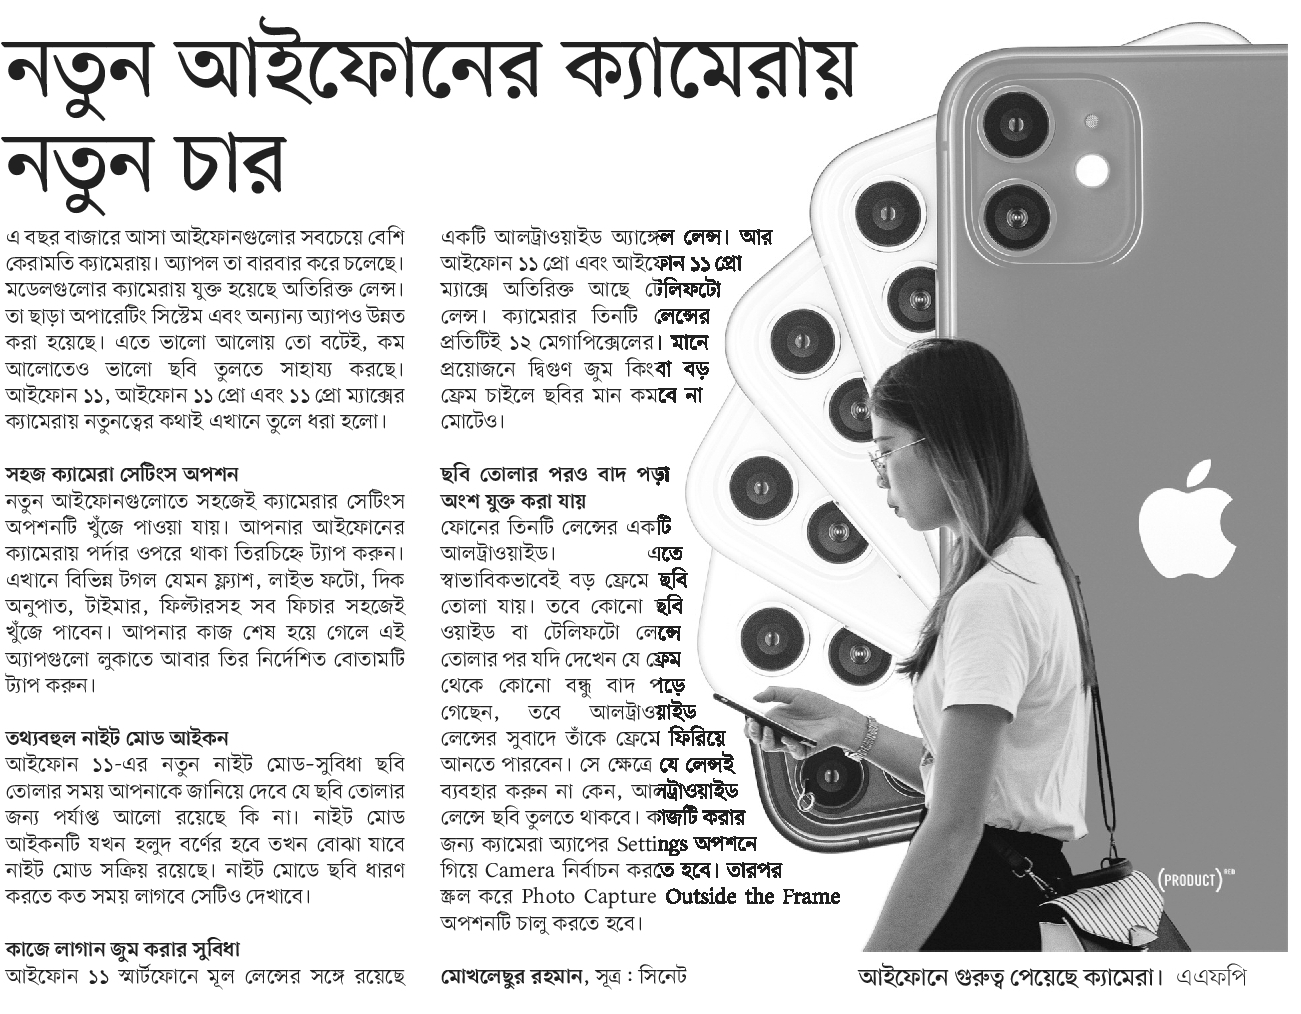 নতুন আইফোনের ক্যামেরায়
নতুন চার
এ বছর বাজারে আসা আইফোনগুলোর সবচেয়ে বেশি
কেরামতি ক্যামেরায়। অ্যাপল তা বারবার করে চলেছে।
মডেলগুলোর ক্যামেরায় যুক্ত হয়েছে অতিরিক্ত লেন্স।
তা ছাড়া অপারেটিং সিস্টেম এবং অন্যান্য অ্যাপও উন্নত
করা হয়েছে। এতে ভালো আলোয় তো বটেই, কম
আলোতেও ভালো ছবি তুলতে সাহায্য করছে।
আইফোন ১১, আইফোন ১১ প্রো এবং ১১ প্রো ম্যাক্সের
ক্যামেরায় নতুনত্বের কথাই এখানে তুলে ধরা হলো।
সহজ ক্যামেরা সেটিংস অপশন
নতুন আইফোনগুলোতে সহজেই ক্যামেরার সেটিংস
অপশনটি খুঁজে পাওয়া যায়। আপনার আইফোনের
ক্যামেরায় পর্দার ওপরে থাকা তিরচিহ্নে ট্যাপ করুন।
এখানে বিভিন্ন টগল যেমন ফ্ল্যাশ, লাইভ ফটো, দিক
অনুপাত, টাইমার, ফিল্টারসহ সব ফিচার সহজেই
খুঁজে পাবেন। আপনার কাজ শেষ হয়ে গেলে এই
অ্যাপগুলো লুকাতে আবার তির নির্দেশিত বোতামটি
ট্যাপ করুন।
তথ্যবহুল নাইট মোড আইকন
আইফোন ১১-এর নতুন নাইট মোড-সুবিধা ছবি
তোলার সময় আপনাকে জানিয়ে দেবে যে ছবি তোলার
জন্য পর্যাপ্ত আলো রয়েছে কি না। নাইট মোড
আইকনটি যখন হলুদ বর্ণের হবে তখন বোঝা যাবে
নাইট মোড সক্রিয় রয়েছে। নাইট মোডে ছবি ধারণ
করতে কত সময় লাগবে সেটিও দেখাবে।
কাজে লাগান জুম করার সুবিধা
আইফোন ১১ স্মার্টফোনে মূল লেন্সের সঙ্গে রয়েছে
একটি আলট্রাওয়াইড অ্যাঙ্গেল লেন্স। আর
আইফোন ১১ প্রো এবং আইফোন ১১ প্রো
ম্যাক্সে অতিরিক্ত আছে টেলিফটো
লেন্স। ক্যামেরার তিনটি লেন্সের
প্রতিটিই ১২ মেগাপিক্সেলের। মানে
প্রয়োজনে দ্বিগুণ জুম কিংবা বড়
ফ্রেম চাইলে ছবির মান কমবে না
মোটেও।
ছবি তোলার পরও বাদ পড়া
অংশ যুক্ত করা যায়
ফোনের তিনটি লেন্সের একটি
আলট্রাওয়াইড। এতে
স্বাভাবিকভাবেই বড় ফ্রেমে ছবি
তোলা যায়। তবে কোনো ছবি
ওয়াইড বা টেলিফটো লেন্সে
তোলার পর যদি দেখেন যে ফ্রেম
থেকে কোনো বন্ধু বাদ পড়ে
গেছেন, তবে আলট্রাওয়াইড
লেন্সের সুবাদে তাঁকে ফ্রেমে ফিরিয়ে
আনতে পারবেন। সে ক্ষেত্রে যে লেন্সই
ব্যবহার করুন না কেন, আলট্রাওয়াইড
লেন্সে ছবি তুলতে থাকবে। কাজটি করার
জন্য ক্যামেরা অ্যাপের Settings অপশনে
গিয়ে Camera নির্বাচন করতে হবে। তারপর
স্ক্রল করে Photo Capture Outside the Frame
অপশনটি চালু করতে হবে।
মোখলেছুর রহমান, সূত্র : সিনেট
(PRODUCT)RED
আইফোনে গুরুত্ব পেয়েছে ক্যামেরা। এএফপি